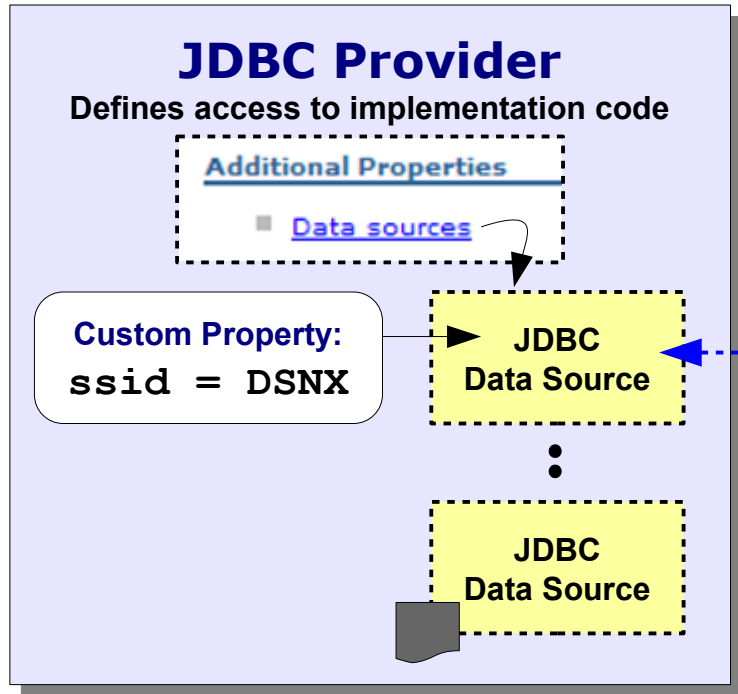 JDBC Provider
Defines access to implementation code
Additional Properties
Data sources
Custom Property:
ssid = DSNX
JDBC
Data Source
JDBC
Data Source